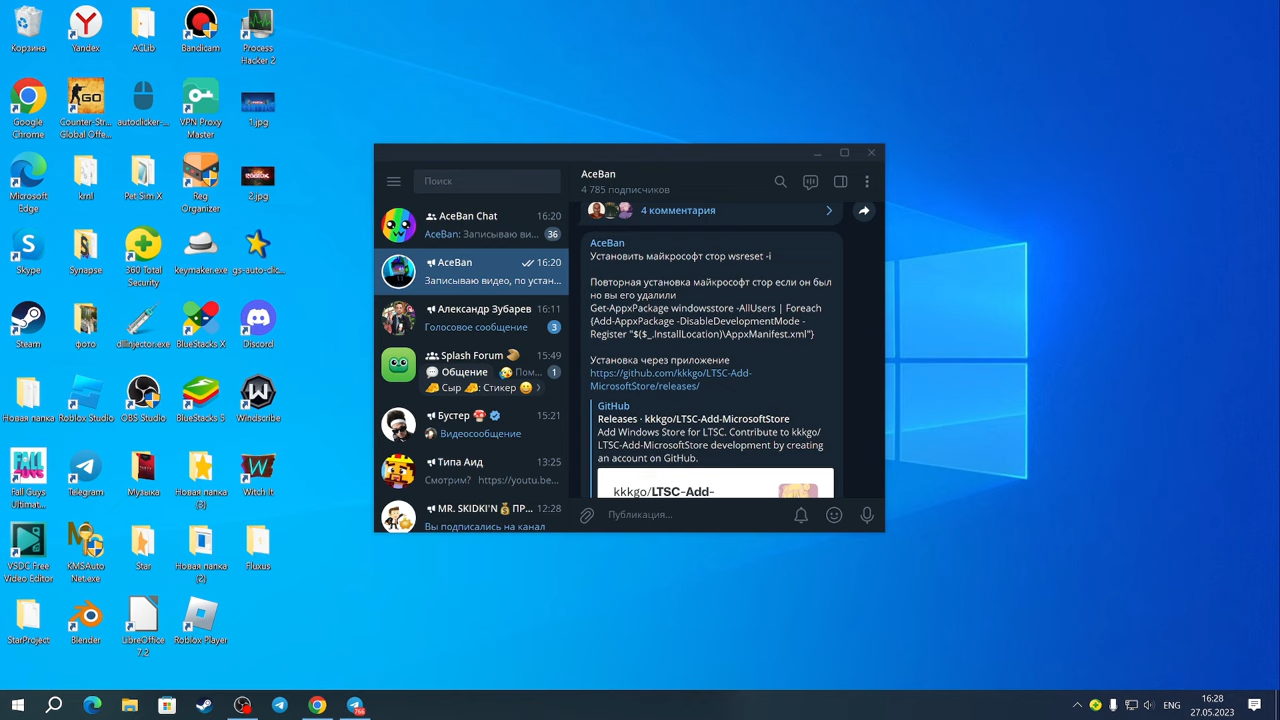 Корзина
Yandex
ACLib
Bandicam
Process
Hacker 2
Google
Chrome
Counter-Str...
Global Offe...
autoclicker-...
VPN Proxy
Master
1.jpg
Microsoft
Edge
kml
Pet Sim X
Reg
Organizer
2.jpg
Skype
Synapse
360 Total
Security
keymaker.exe
gs-auto-clic...
Steam
фото
dllinjector.exe
BlueStacks X
Discord
Новая папка
Roblox Studio
OBS Studio
BlueStacks 5
Windscribe
Fall Guys
Ultimat...
Telegram
Музыка
Новая папка
(3)
Witch It
VSDC Free
Video Editor
KMSAuto
Net.exe
Star
Новая папка
(2)
Fluxus
StarProject
Blender
LibreOffice
7.2
Roblox Player
Поиск
AceBan Chat 16:20
AceBan: Записываю ви... 36
AceBan 16:20
Записываю видео, по устан...
Александр Зубарев 16:11
Голосовое сообщение 3
Splash Forum 15:49
Общение Пом... 1
Сыр : Стикер
Бустер 15:21
Видеосообщение
Типа Аид 13:25
Смотрим? https://youtu.be...
MR. SKIDKI'N ПР... 12:28
Вы подписались на канал
AceBan
4 785 подписчиков
4 комментария
AceBan
Установить майкрософт стор wsreset -i
Повторная установка майкрософт стор если он был
но вы его удалили
Get-AppxPackage windowsstore -AllUsers | Foreach
{Add-AppxPackage -DisableDevelopmentMode -
Register "$($_.InstallLocation)\AppxManifest.xml"}
Установка через приложение
https://github.com/kkkgo/LTSC-Add-
MicrosoftStore/releases/
GitHub
Releases · kkkgo/LTSC-Add-MicrosoftStore
Add Windows Store for LTSC. Contribute to kkkgo/
LTSC-Add-MicrosoftStore development by creating
an account on GitHub.
kkkgo/LTSC-Add-
Публикация...
ENG
16:28
27.05.2023